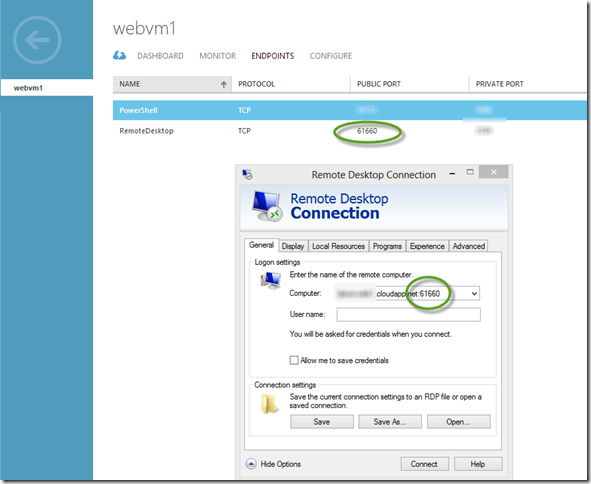 webvm1
DASHBOARD MONITOR ENDPOINTS CONFIGURE
webvm1
NAME PROTOCOL PUBLIC PORT PRIVATE PORT
PowerShell TCP
RemoteDesktop TCP 61660
Remote Desktop Connection
Remote Desktop
Connection
General Display Local Resources Programs Experience Advanced
Logon settings
Enter the name of the remote computer.
Computer: .cloudapp.net:61660
User name:
You will be asked for credentials when you connect.
Allow me to save credentials
Connection settings
Save the current connection settings to an RDP file or open a
saved connection.
Save Save As... Open...
Hide Options Connect Help